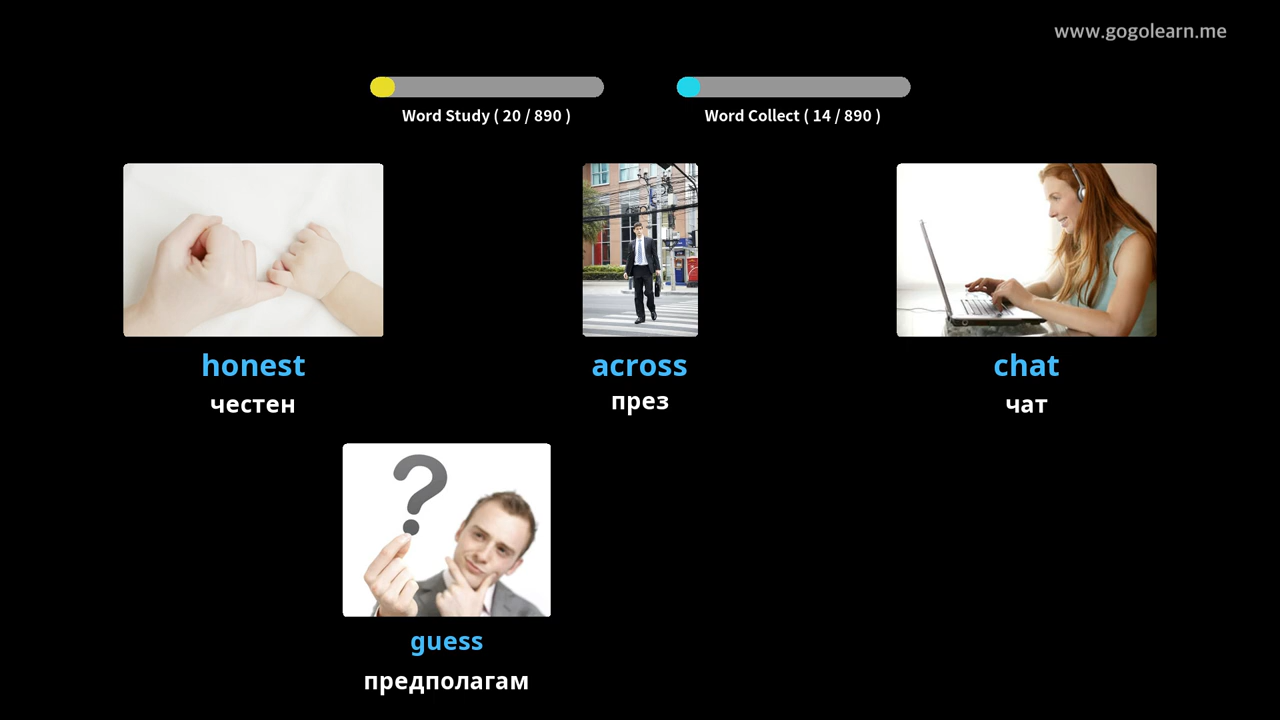 www.gogolearn.me
Word Study ( 20 / 890 )
Word Collect ( 14 / 890 )
honest
across
chat
честен
през
чат
guess
предполагам